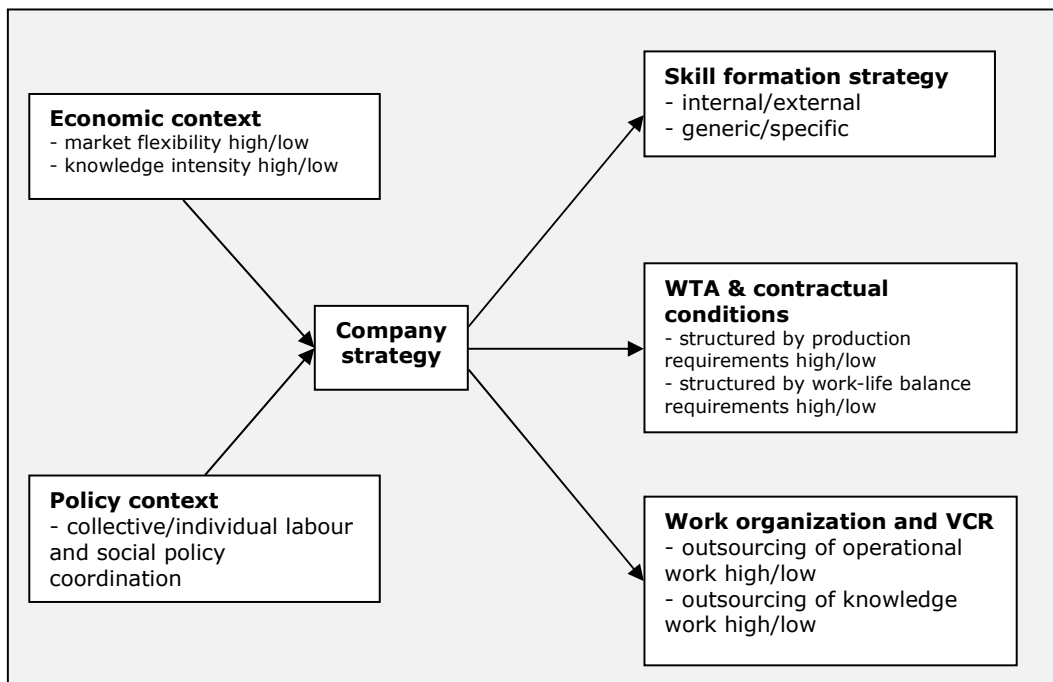 Economic context
- market flexibility high/low
- knowledge intensity high/low
Policy context
- collective/individual labour
and social policy
coordination
Company
strategy
Skill formation strategy
- internal/external
- generic/specific
WTA & contractual
conditions
- structured by production
requirements high/low
- structured by work-life balance
requirements high/low
Work organization and VCR
- outsourcing of operational
work high/low
- outsourcing of knowledge
work high/low